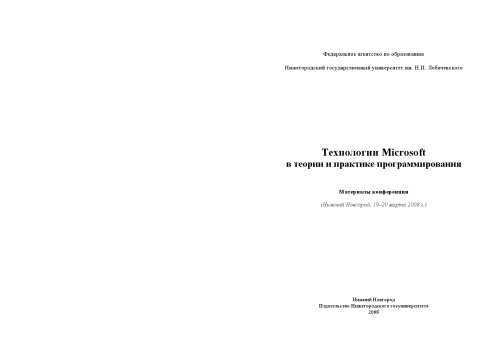 Федеральное агентство по образованию
Нижегородский государственный университет им. Н.И. Лобачевского
Технологии Microsoft
в теории и практике программирования
Материалы конференции
(Нижний Новгород, 19–20 марта 2008 г.)
Нижний Новгород
Издательство Нижегородского госуниверситета
2008